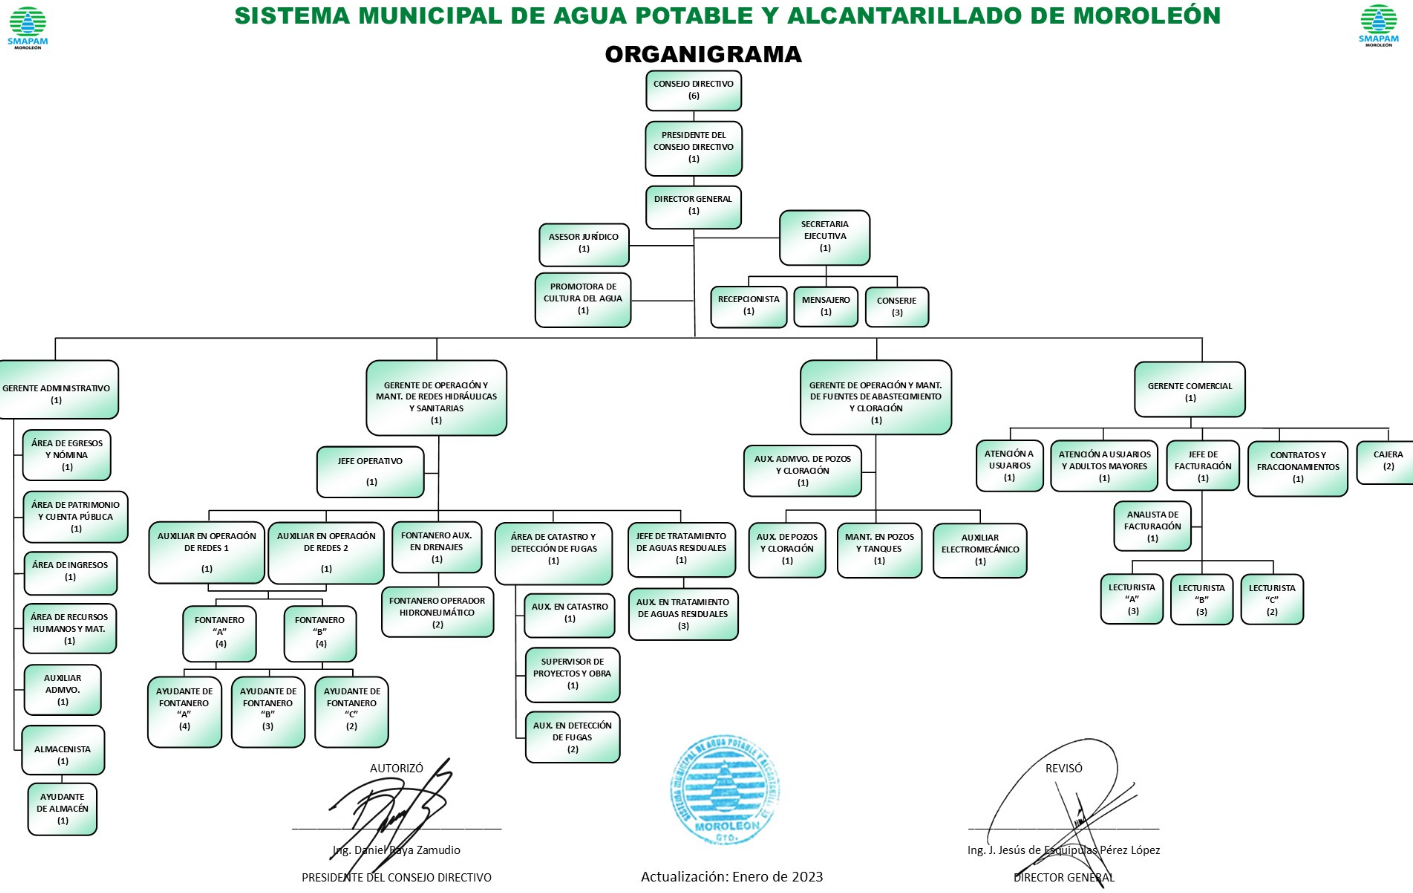 SISTEMA MUNICIPAL DE AGUA POTABLE Y ALCANTARILLADO DE MOROLEÓN
SMAPAM
MOROLEÓN
SMAPAM
MOROLEÓN
ORGANIGRAMA
CONSEJO DIRECTIVO
(6)
PRESIDENTE DEL
CONSEJO DIRECTIVO
(1)
DIRECTOR GENERAL
(1)
ASESOR JURÍDICO
(1)
SECRETARIA
EJECUTIVA
(1)
PROMOTORA DE
CULTURA DEL AGUA
(1)
RECEPCIONISTA
(1)
MENSAJERO
(1)
CONSERJE
(3)
GERENTE ADMINISTRATIVO
(1)
ÁREA DE EGRESOS
Y NÓMINA
(1)
ÁREA DE PATRIMONIO
Y CUENTA PÚBLICA
(1)
ÁREA DE INGRESOS
(1)
ÁREA DE RECURSOS
HUMANOS Y MAT.
(1)
AUXILIAR
ADMVO.
(1)
ALMACENISTA
(1)
AYUDANTE
DE ALMACÉN
(1)
GERENTE DE OPERACIÓN Y
MANT. DE REDES HIDRÁULICAS
Y SANITARIAS
(1)
JEFE OPERATIVO
(1)
AUXILIAR EN OPERACIÓN
DE REDES 1
(1)
AUXILIAR EN OPERACIÓN
DE REDES 2
(1)
FONTANERO AUX.
EN DRENAJES
(1)
ÁREA DE CATASTRO Y
DETECCIÓN DE FUGAS
(1)
JEFE DE TRATAMIENTO
DE AGUAS RESIDUALES
(1)
FONTANERO
"A"
(4)
FONTANERO
"B"
(4)
FONTANERO OPERADOR
HIDRONEUMÁTICO
(2)
AUX. EN CATASTRO
(1)
AUX. EN TRATAMIENTO
DE AGUAS RESIDUALES
(3)
AYUDANTE DE
FONTANERO
"A"
(4)
AYUDANTE DE
FONTANERO
"B"
(3)
AYUDANTE DE
FONTANERO
"C"
(2)
SUPERVISOR DE
PROYECTOS Y OBRA
(1)
AUX. EN DETECCIÓN
DE FUGAS
(2)
GERENTE DE OPERACIÓN Y MANT.
DE FUENTES DE ABASTECIMIENTO
Y CLORACIÓN
(1)
AUX. ADMVO. DE POZOS
Y CLORACIÓN
(1)
AUX. DE POZOS
Y CLORACIÓN
(1)
MANT. EN POZOS
Y TANQUES
(1)
AUXILIAR
ELECTROMECÁNICO
(1)
GERENTE COMERCIAL
(1)
ATENCIÓN A
USUARIOS
(1)
ATENCIÓN A USUARIOS
Y ADULTOS MAYORES
(1)
JEFE DE
FACTURACIÓN
(1)
CONTRATOS Y
FRACCIONAMIENTOS
(1)
CAJERA
(2)
ANALISTA DE
FACTURACIÓN
(1)
LECTURISTA
"A"
(3)
LECTURISTA
"B"
(3)
LECTURISTA
"C"
(2)
AUTORIZÓ
Ing. Daniel Raya Zamudio
PRESIDENTE DEL CONSEJO DIRECTIVO
MOROLEON
GTO.
Actualización: Enero de 2023
REVISÓ
Ing. J. Jesús de Esquipulas Pérez López
DIRECTOR GENERAL